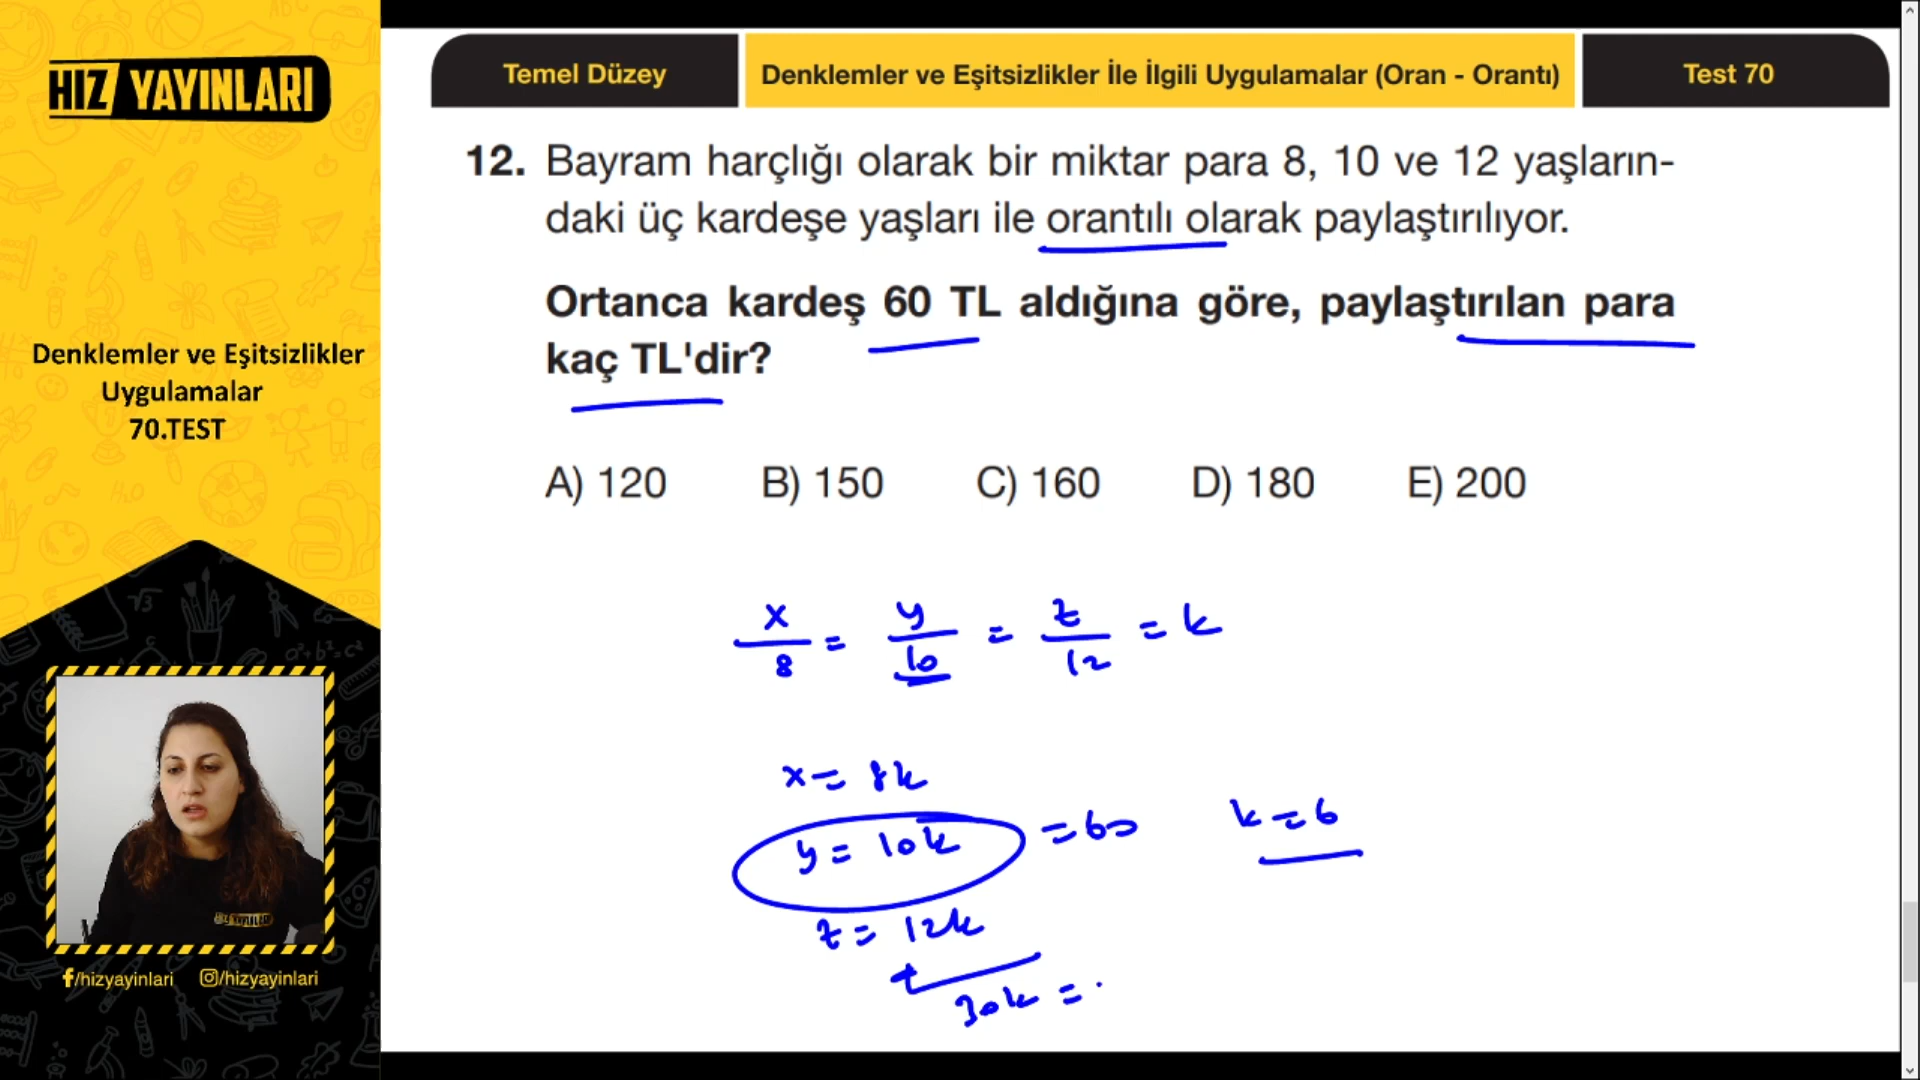 HIZ YAYINLARI
Denklemler ve Eşitsizlikler
Uygulamalar
70.TEST
/hizyayinlari /hizyayinlari
Temel Düzey
Denklemler ve Eşitsizlikler İle İlgili Uygulamalar (Oran - Orantı)
Test 70
12. Bayram harçlığı olarak bir miktar para 8, 10 ve 12 yaşların-
daki üç kardeşe yaşları ile orantılı olarak paylaştırılıyor.
Ortanca kardeş 60 TL aldığına göre, paylaştırılan para
kaç TL'dir?
A) 120 B) 150 C) 160 D) 180 E) 200
x/8 = y/10 = z/12 = k
x = 8k
y = 10k = 60 k = 6
z = 12k
+
30k = .